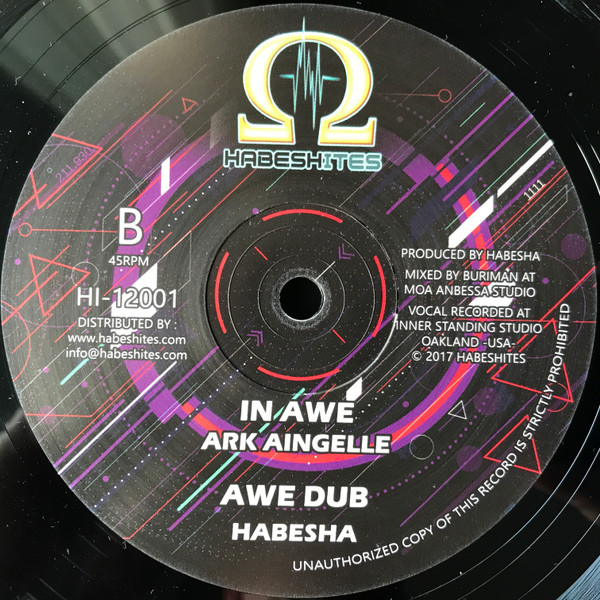 Ω
HABESHITES
1111
B
45RPM
HI-12001
DISTRIBUTED BY :
www.habeshites.com
info@habeshites.com
PRODUCED BY HABESHA
MIXED BY BURIMAN AT
MOA ANBESSA STUDIO
VOCAL RECORDED AT
INNER STANDING STUDIO
OAKLAND -USA-
© 2017 HABESHITES
IN AWE
ARK AINGELLE
AWE DUB
HABESHA
UNAUTHORIZED COPY OF THIS RECORD IS STRICTLY PROHIBITED